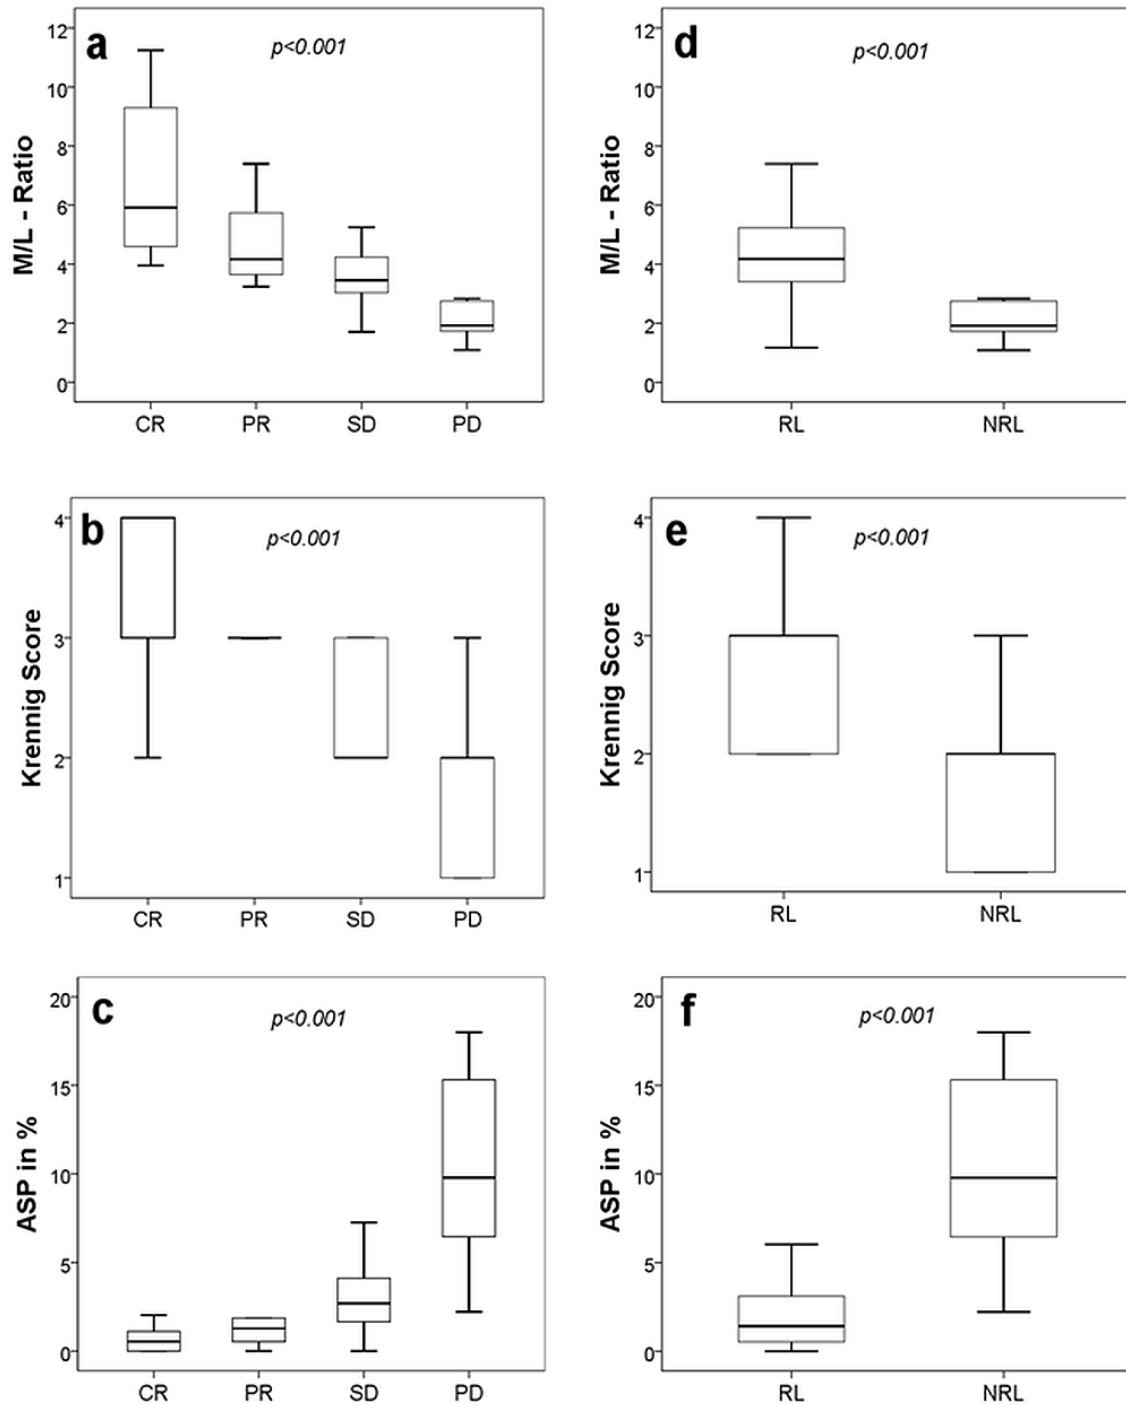 a
p<0.001
M/L - Ratio
12
10
8
6
4
2
0
CR PR SD PD
d
p<0.001
M/L - Ratio
12
10
8
6
4
2
0
RL NRL
b
p<0.001
Krennig Score
4
3
2
1
CR PR SD PD
e
p<0.001
Krennig Score
4
3
2
1
RL NRL
c
p<0.001
ASP in %
20
15
10
5
0
CR PR SD PD
f
p<0.001
ASP in %
20
15
10
5
0
RL NRL